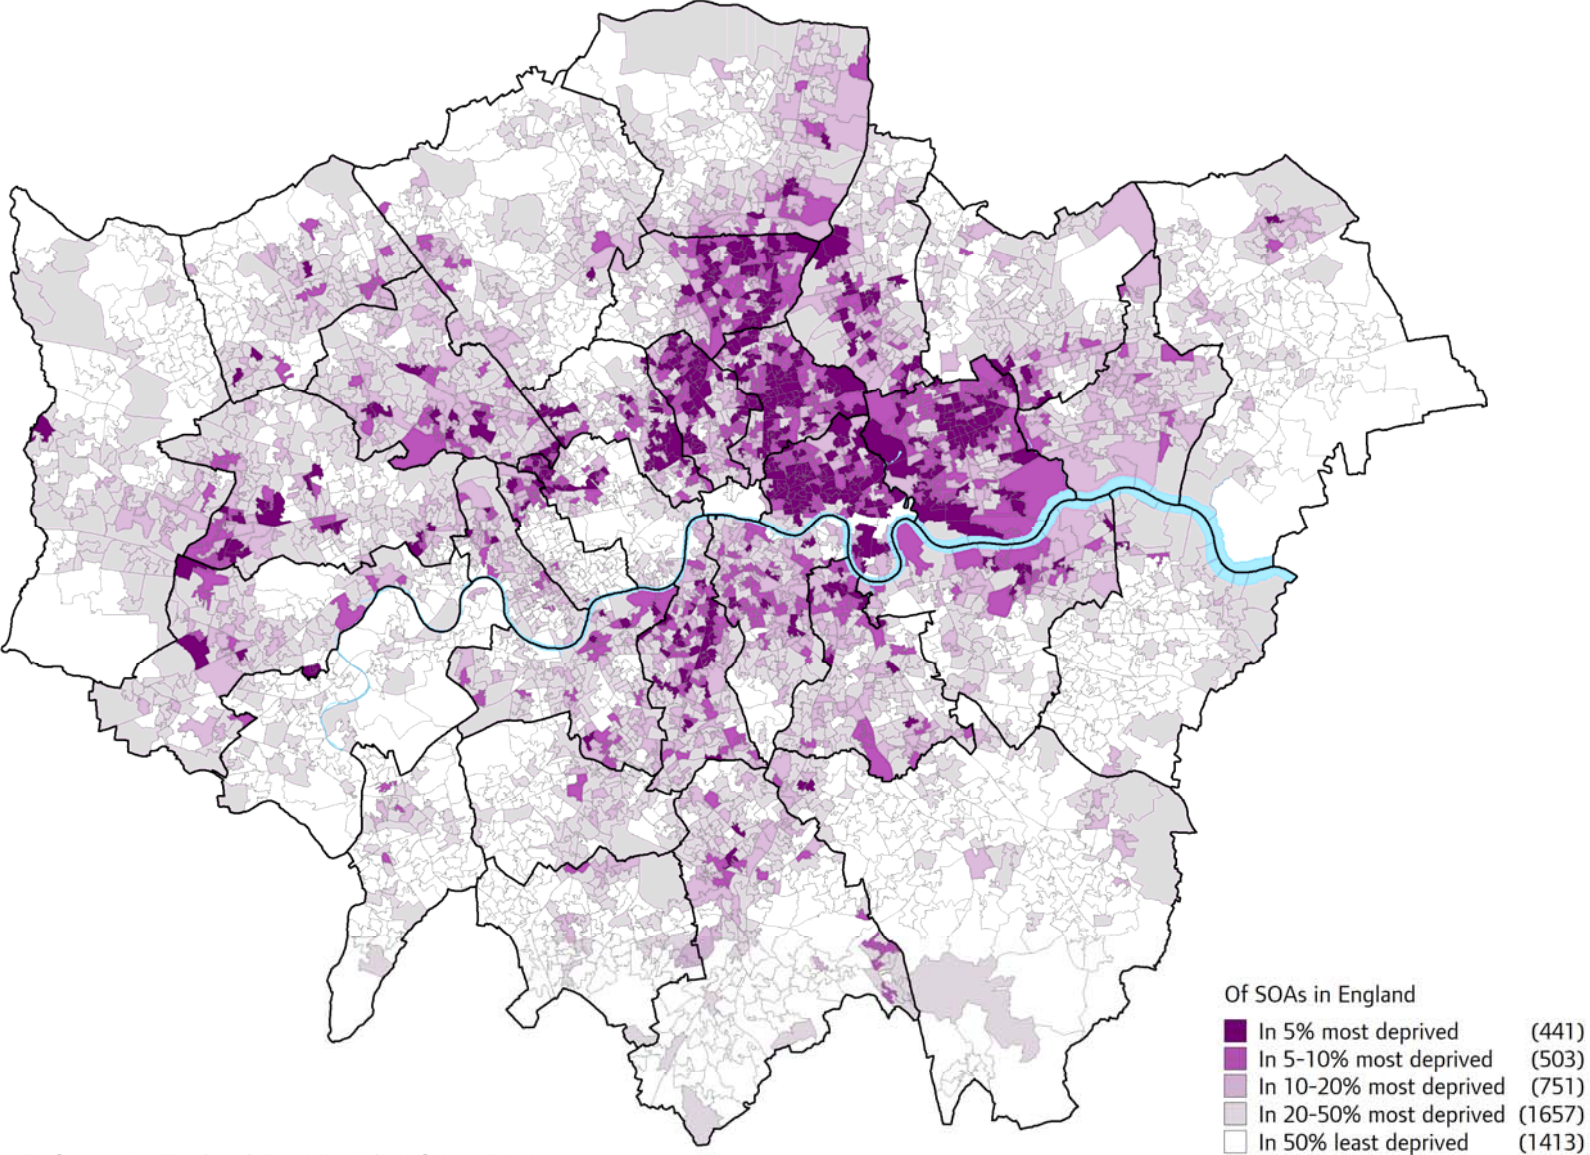 Of SOAs in England
In 5% most deprived (441)
In 5-10% most deprived (503)
In 10-20% most deprived (751)
In 20-50% most deprived (1657)
In 50% least deprived (1413)